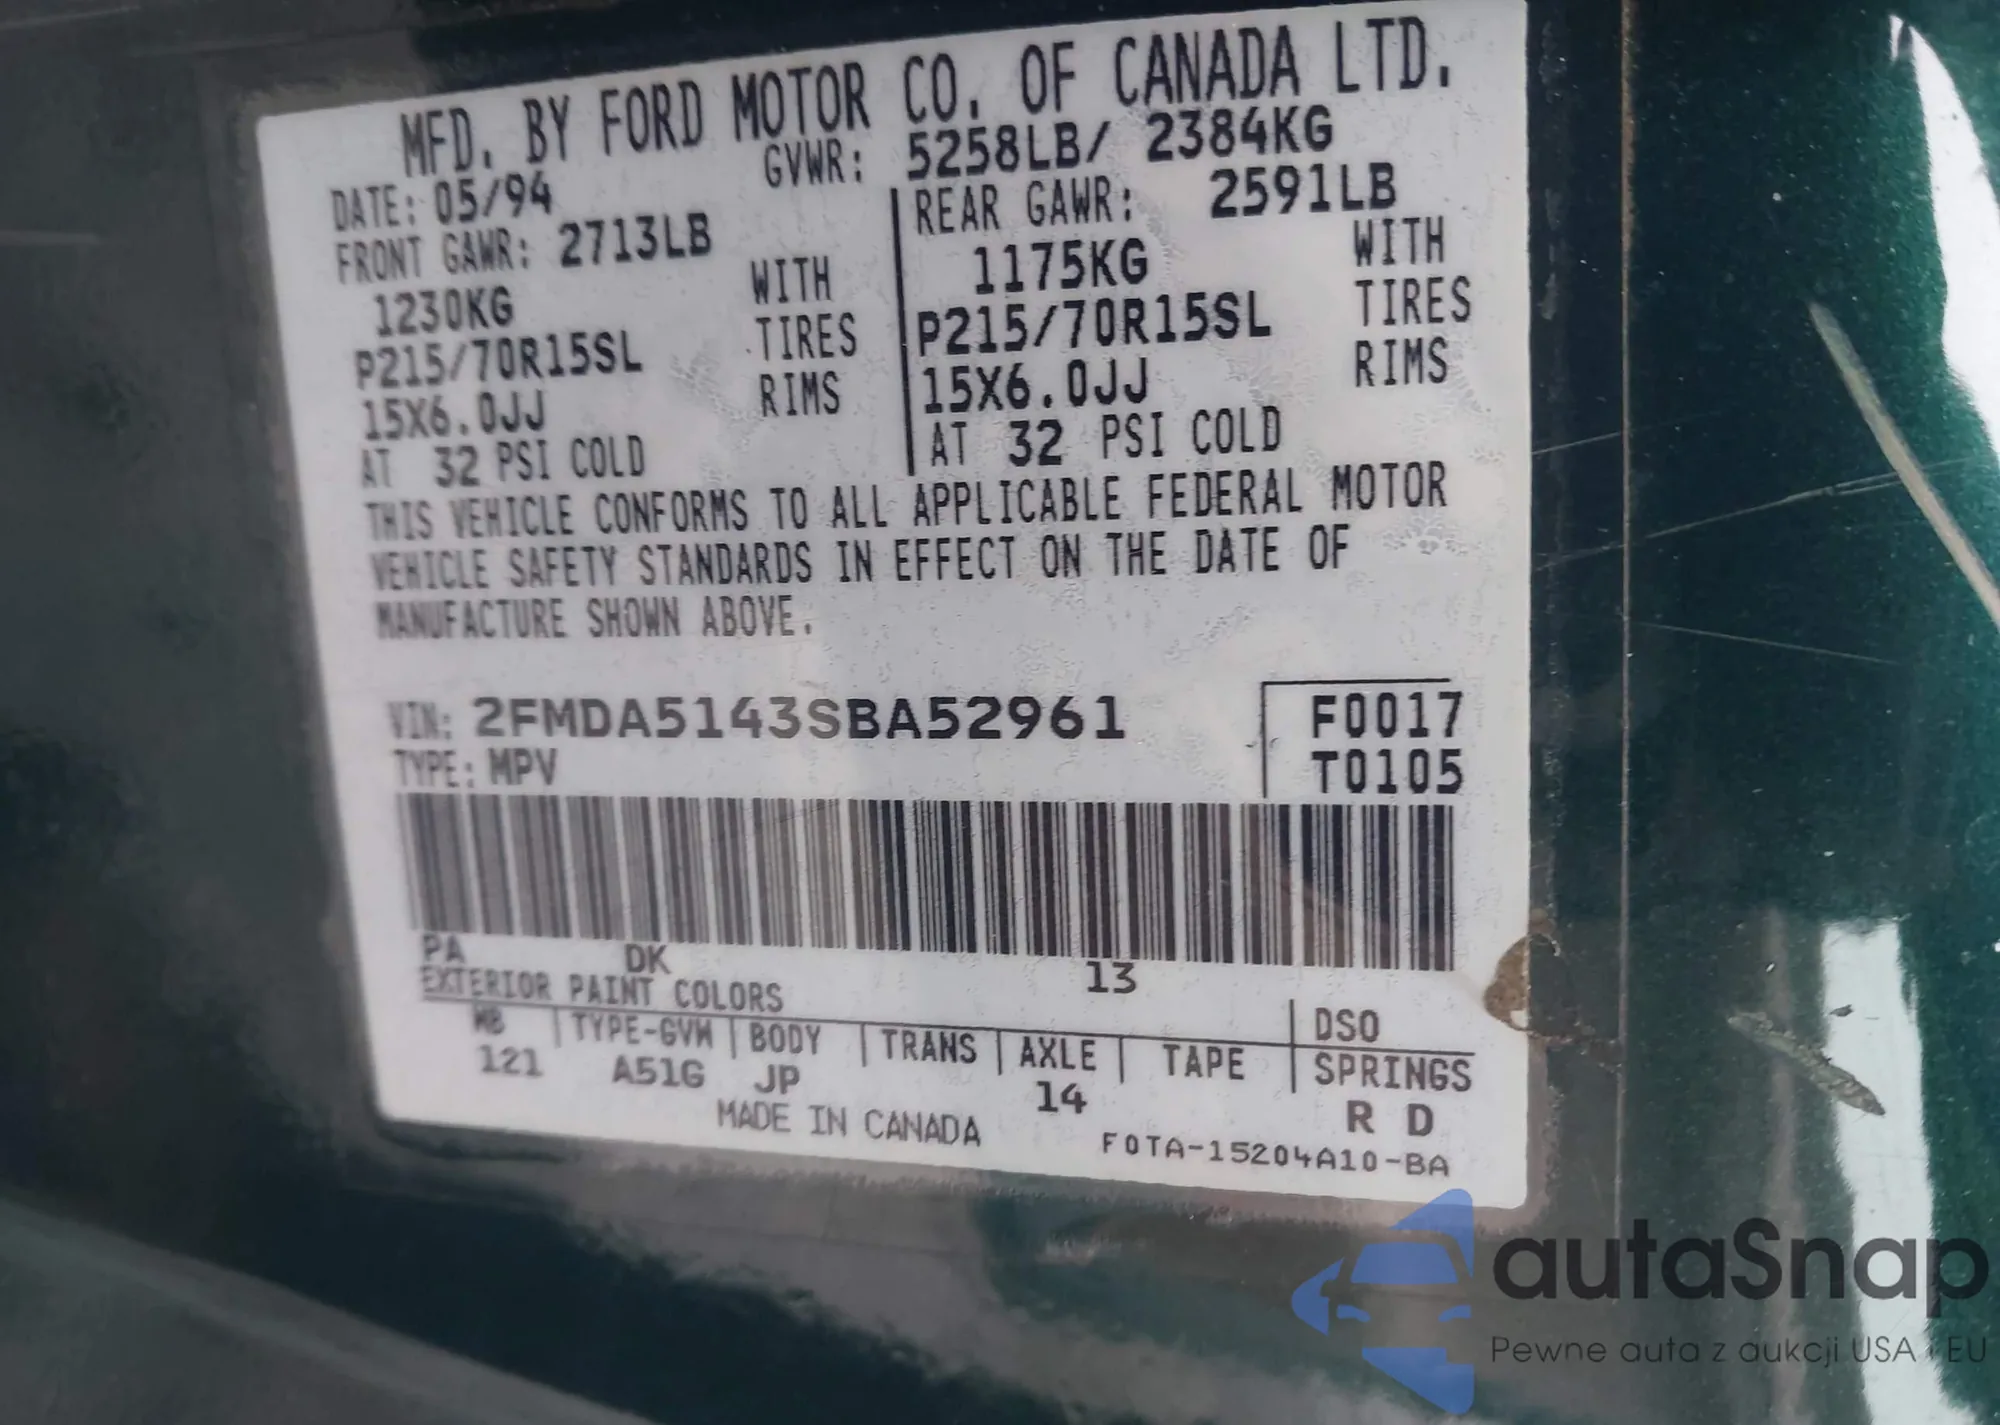 MFD. BY FORD MOTOR CO. OF CANADA LTD.
DATE: 05/94 GVWR: 5258LB/ 2384KG
FRONT GAWR: 2713LB REAR GAWR: 2591LB
1230KG WITH 1175KG WITH
P215/70R15SL TIRES P215/70R15SL TIRES
15X6.0JJ RIMS 15X6.0JJ RIMS
AT 32 PSI COLD AT 32 PSI COLD
THIS VEHICLE CONFORMS TO ALL APPLICABLE FEDERAL MOTOR
VEHICLE SAFETY STANDARDS IN EFFECT ON THE DATE OF
MANUFACTURE SHOWN ABOVE.
VIN: 2FMDA5143SBA52961 F0017
TYPE: MPV T0105
PA DK 13
EXTERIOR PAINT COLORS DSO
WB TYPE-GVW BODY TRANS AXLE TAPE SPRINGS
121 A51G JP 14 R D
MADE IN CANADA F0TA-15204A10-BA
autaSnap
Pewne auta z aukcji USA i EU